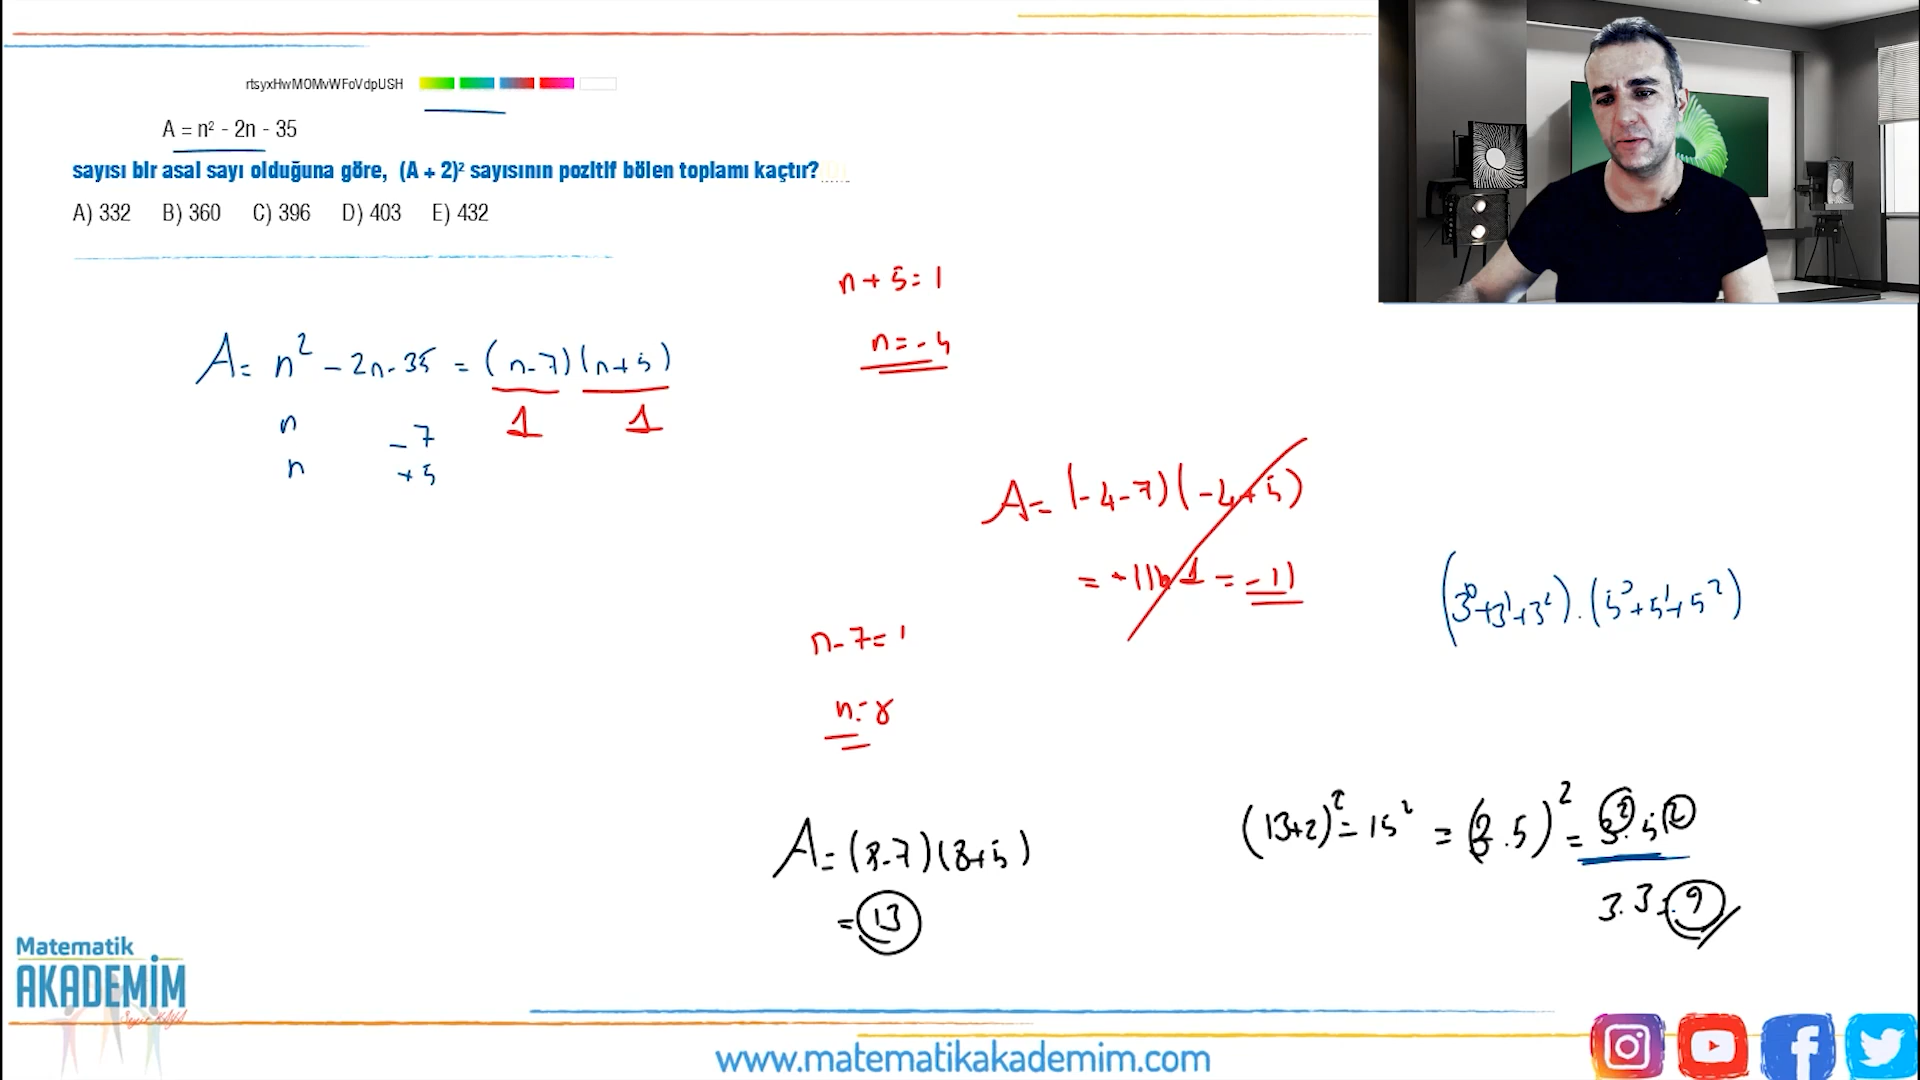 rtsyxHwMOMvWFoVdpUSH
A = n² - 2n - 35
sayısı bir asal sayı olduğuna göre, (A + 2)² sayısının pozitif bölen toplamı kaçtır?
A) 332 B) 360 C) 396 D) 403 E) 432
n + 5 = 1
n = -4
A = n² - 2n - 35 = (n-7)(n+5)
1 1
n -7
n +5
A = (-4-7)(-4+5)
= -11.1 = -11
(3⁰+3¹+3²).(5⁰+5¹+5²)
n-7=1
n=8
A = (8-7)(8+5)
= 13
(13+2)² = 15² = (3.5)² = 3².5²
3.3 = 9
Matematik
AKADEMİM
Seyit KAYA
www.matematikakademim.com